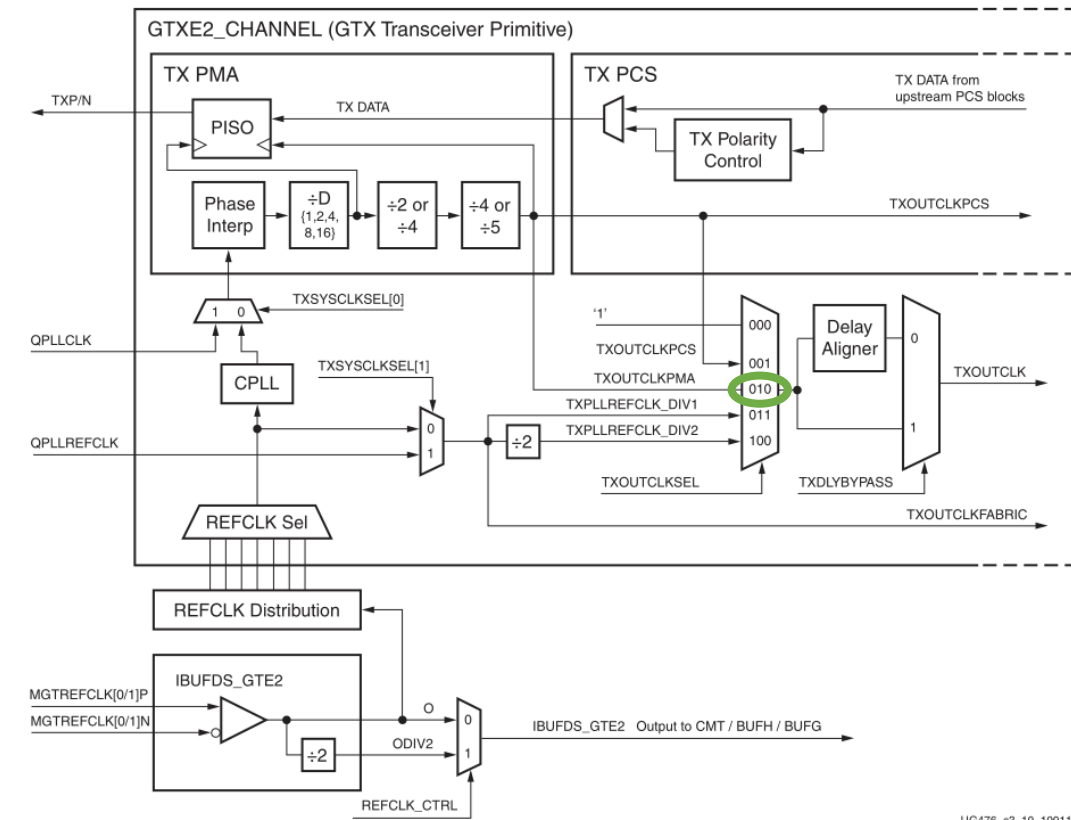 GTXE2_CHANNEL (GTX Transceiver Primitive)
TX PMA
TX PCS
TXP/N
PISO
TX DATA
TX DATA from
upstream PCS blocks
TX Polarity
Control
Phase
Interp
÷D
{1,2,4,
8,16}
÷2 or
÷4
÷4 or
÷5
TXOUTCLKPCS
TXSYSCLKSEL[0]
1 0
QPLLCLK
CPLL
TXSYSCLKSEL[1]
0
1
QPLLREFCLK
÷2
'1'
TXOUTCLKPCS
TXOUTCLKPMA
TXPLLREFCLK_DIV1
TXPLLREFCLK_DIV2
000
001
010
011
100
TXOUTCLKSEL
Delay
Aligner
0
1
TXOUTCLK
TXDLYBYPASS
TXOUTCLKFABRIC
REFCLK Sel
REFCLK Distribution
IBUFDS_GTE2
MGTREFCLK[0/1]P
MGTREFCLK[0/1]N
O
÷2
ODIV2
0
1
IBUFDS_GTE2 Output to CMT / BUFH / BUFG
REFCLK_CTRL